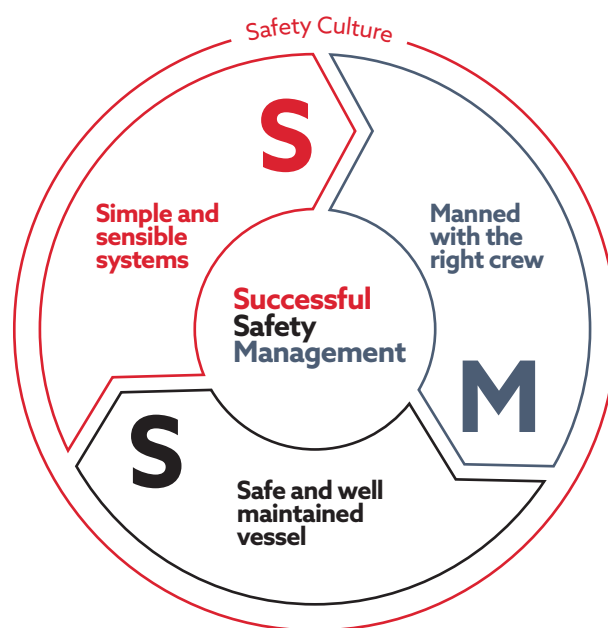 Safety Culture
S
Simple and
sensible
systems
Manned
with the
right crew
Successful
Safety
Management
M
S
Safe and well
maintained
vessel